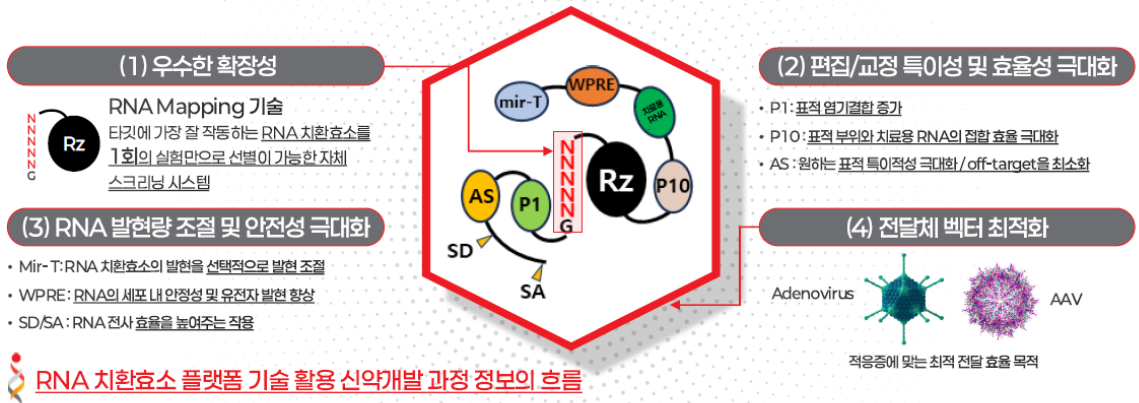 (1) 우수한 확장성
RNA Mapping 기술
타깃에 가장 잘 작동하는 RNA 치환효소를
1회의 실험만으로 선별이 가능한 자체
스크리닝 시스템
N
N
N
N
N
G
Rz
(2) 편집/교정 특이성 및 효율성 극대화
• P1 : 표적 염기결합 증가
• P10 : 표적 부위와 치료용 RNA의 접합 효율 극대화
• AS : 원하는 표적 특이적성 극대화 / off-target을 최소화
(3) RNA 발현량 조절 및 안전성 극대화
• Mir-T: RNA 치환효소의 발현을 선택적으로 발현 조절
• WPRE : RNA의 세포 내 안정성 및 유전자 발현 향상
• SD/SA : RNA 전사 효율을 높여주는 작용
mir-T
WPRE
치료용
RNA
N
N
N
N
N
G
Rz
P10
AS
P1
SD
SA
(4) 전달체 벡터 최적화
Adenovirus
AAV
적응증에 맞는 최적 전달 효율 목적
RNA 치환효소 플랫폼 기술 활용 신약개발 과정 정보의 흐름